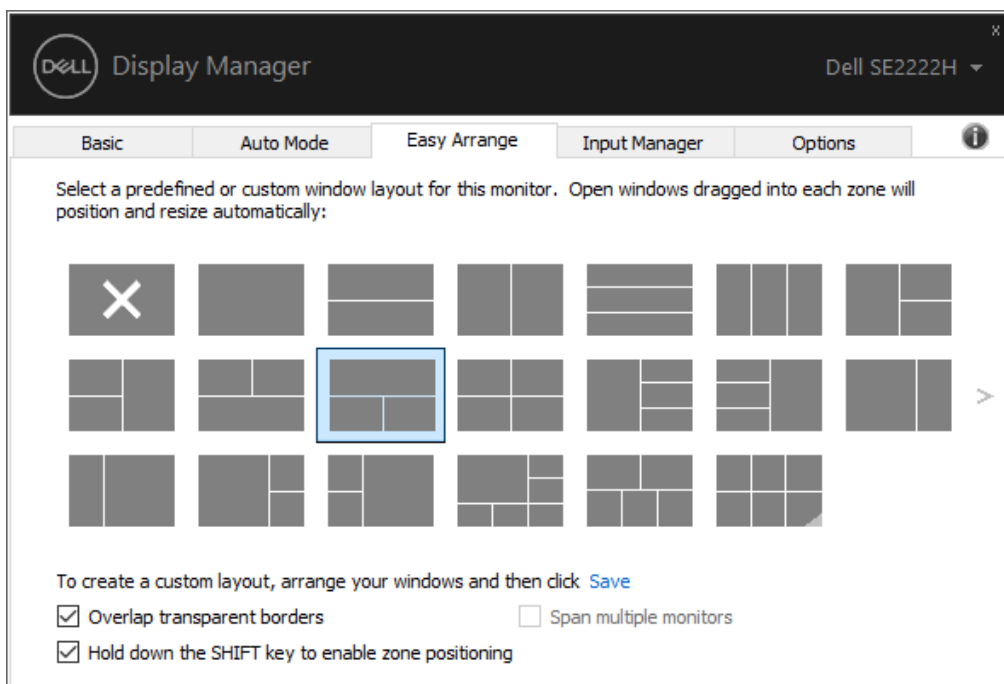 x
DELL Display Manager Dell SE2222H
Basic Auto Mode Easy Arrange Input Manager Options i
Select a predefined or custom window layout for this monitor. Open windows dragged into each zone will
position and resize automatically:
>
To create a custom layout, arrange your windows and then click Save
Overlap transparent borders Span multiple monitors
Hold down the SHIFT key to enable zone positioning